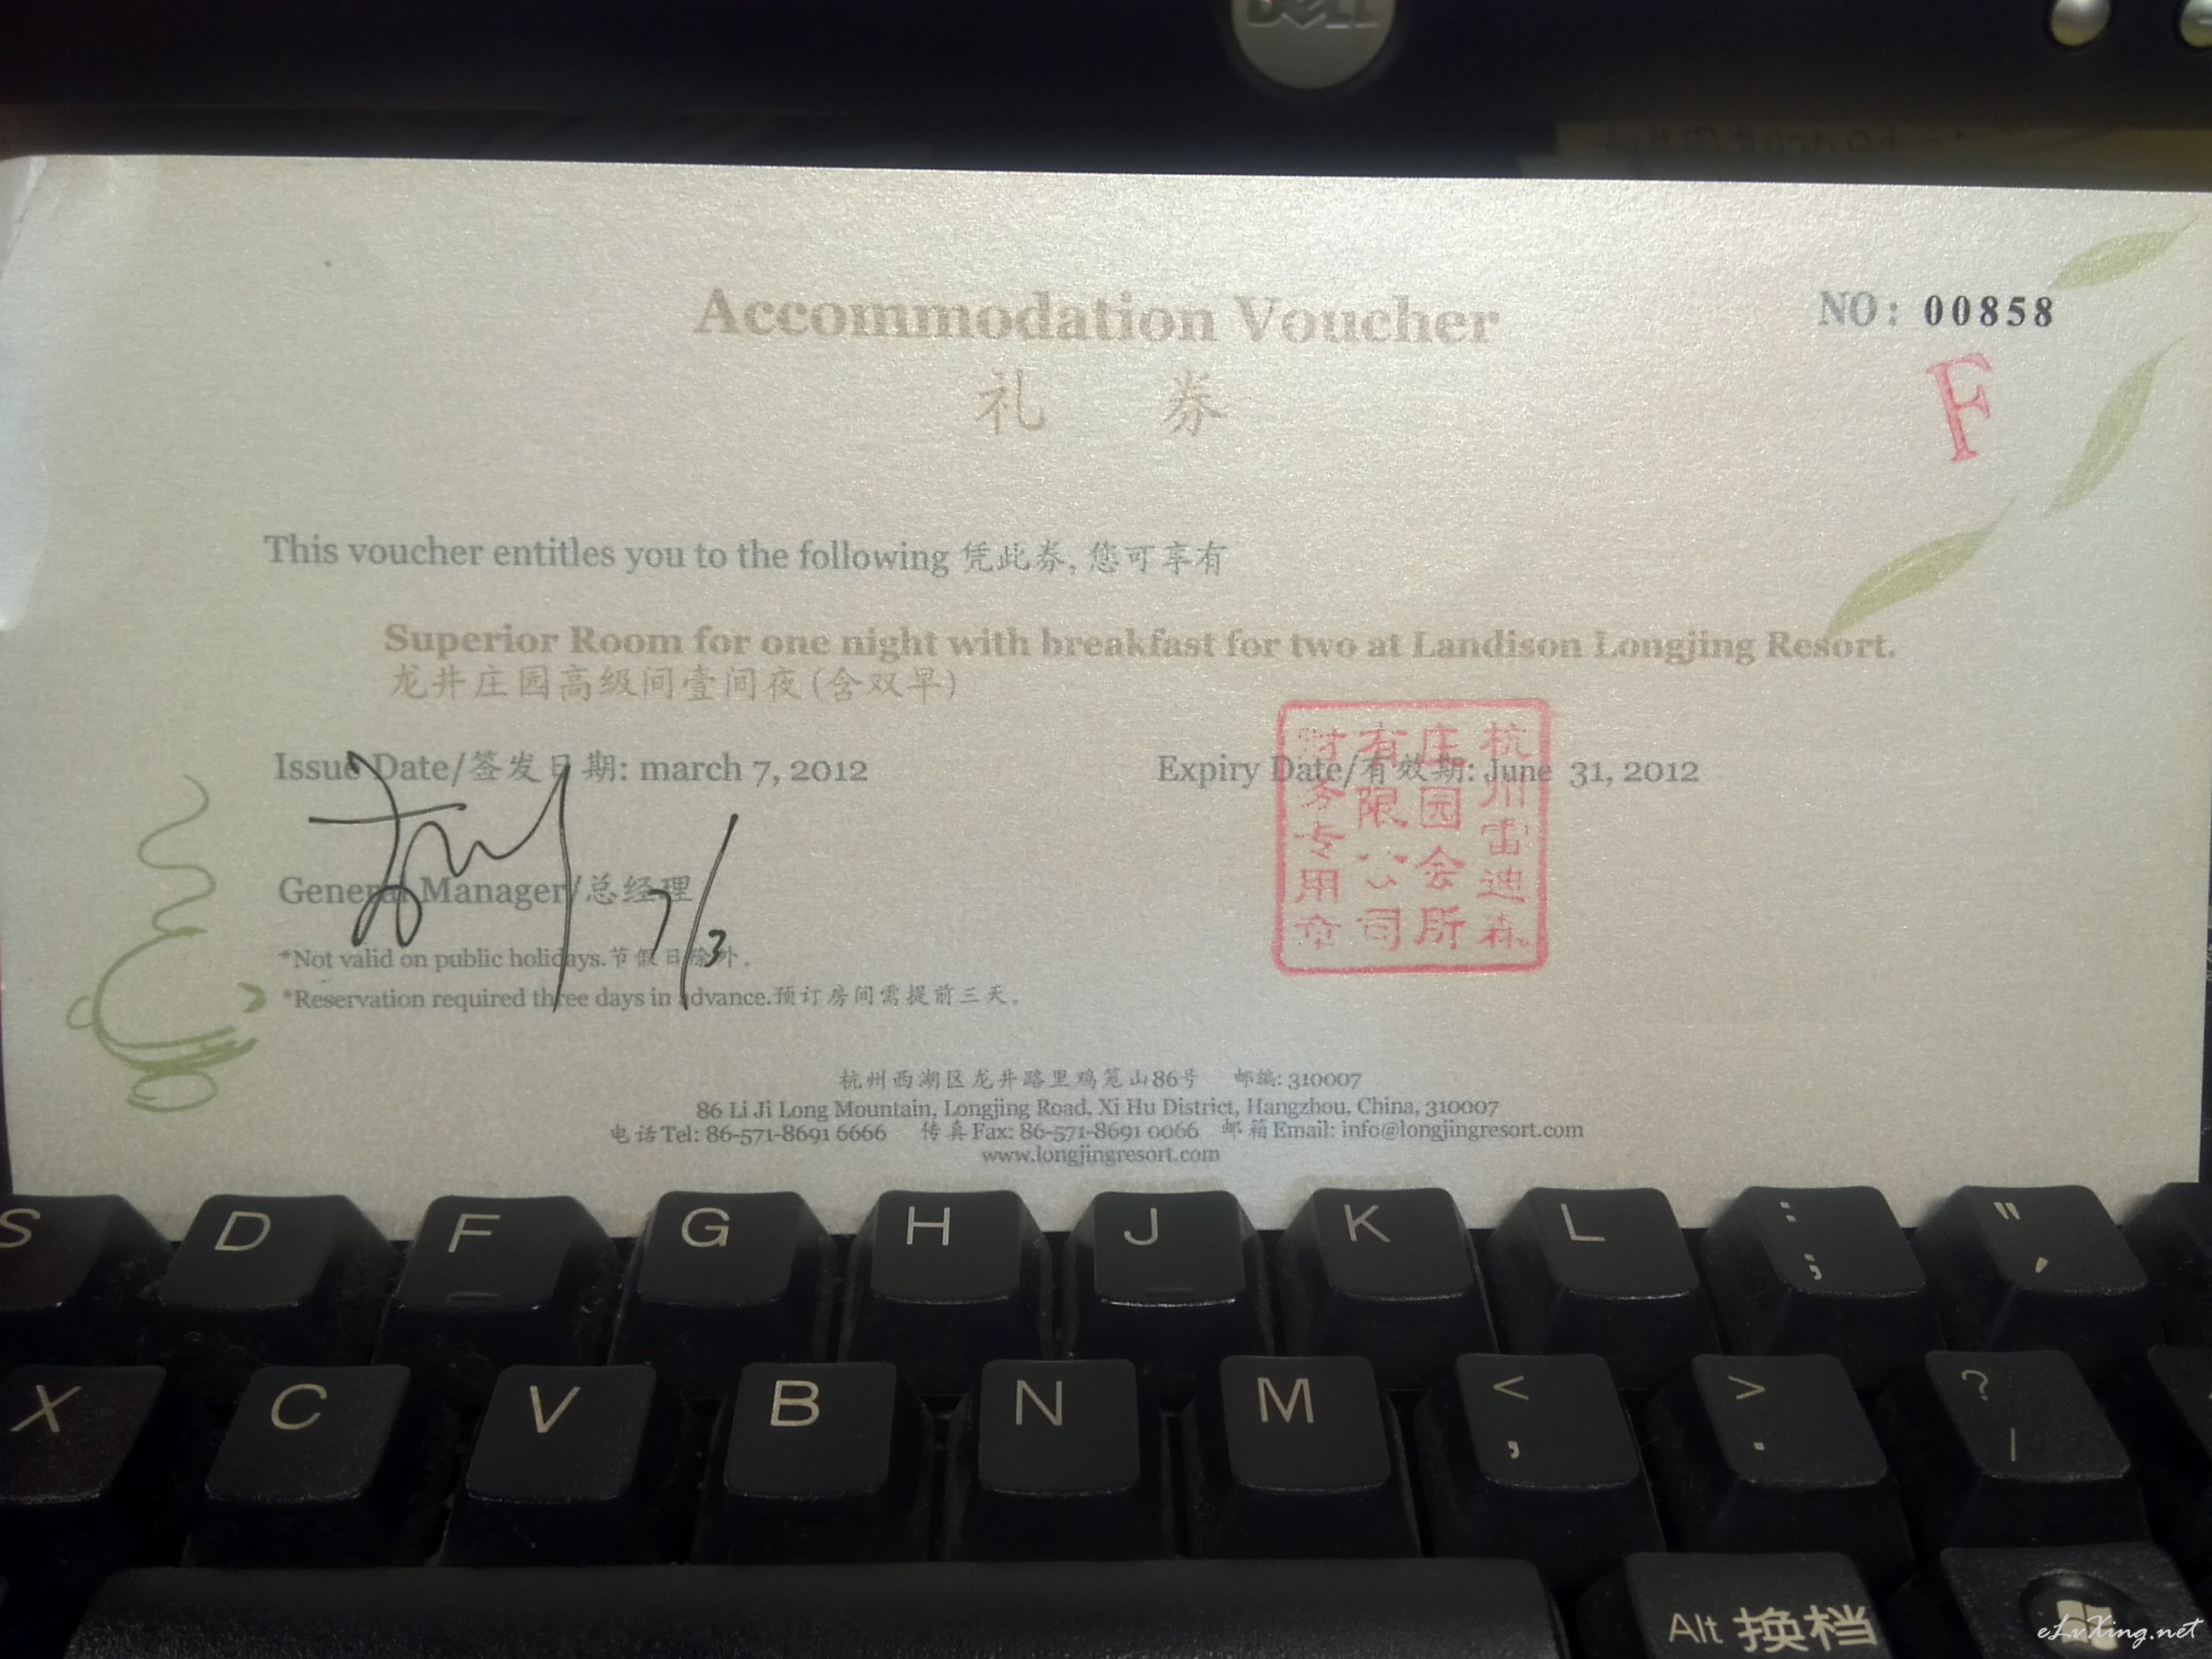 DELL
Accommodation Voucher
NO: 00858
礼 券
F
This voucher entitles you to the following 凭此券, 您可享有
Superior Room for one night with breakfast for two at Landison Longjing Resort.
龙井庄园高级间壹间夜(含双早)
Issue Date/签发日期: march 7, 2012
Expiry Date/有效期: June 31, 2012
杭州雷迪森
庄园会所
有限公司
财务专用章
General Manager/总经理
7/3
*Not valid on public holidays.节假日除外.
*Reservation required three days in advance.预订房间需提前三天.
杭州西湖区龙井路里鸡笼山86号 邮编: 310007
86 Li Ji Long Mountain, Longjing Road, Xi Hu District, Hangzhou, China, 310007
电话Tel: 86-571-8691 6666 传真Fax: 86-571-8691 0066 邮箱Email: info@longjingresort.com
www.longjingresort.com
S D F G H J K L : ; " '
X C V B N M < , > . ? /
Alt 换档
eLvXing.net